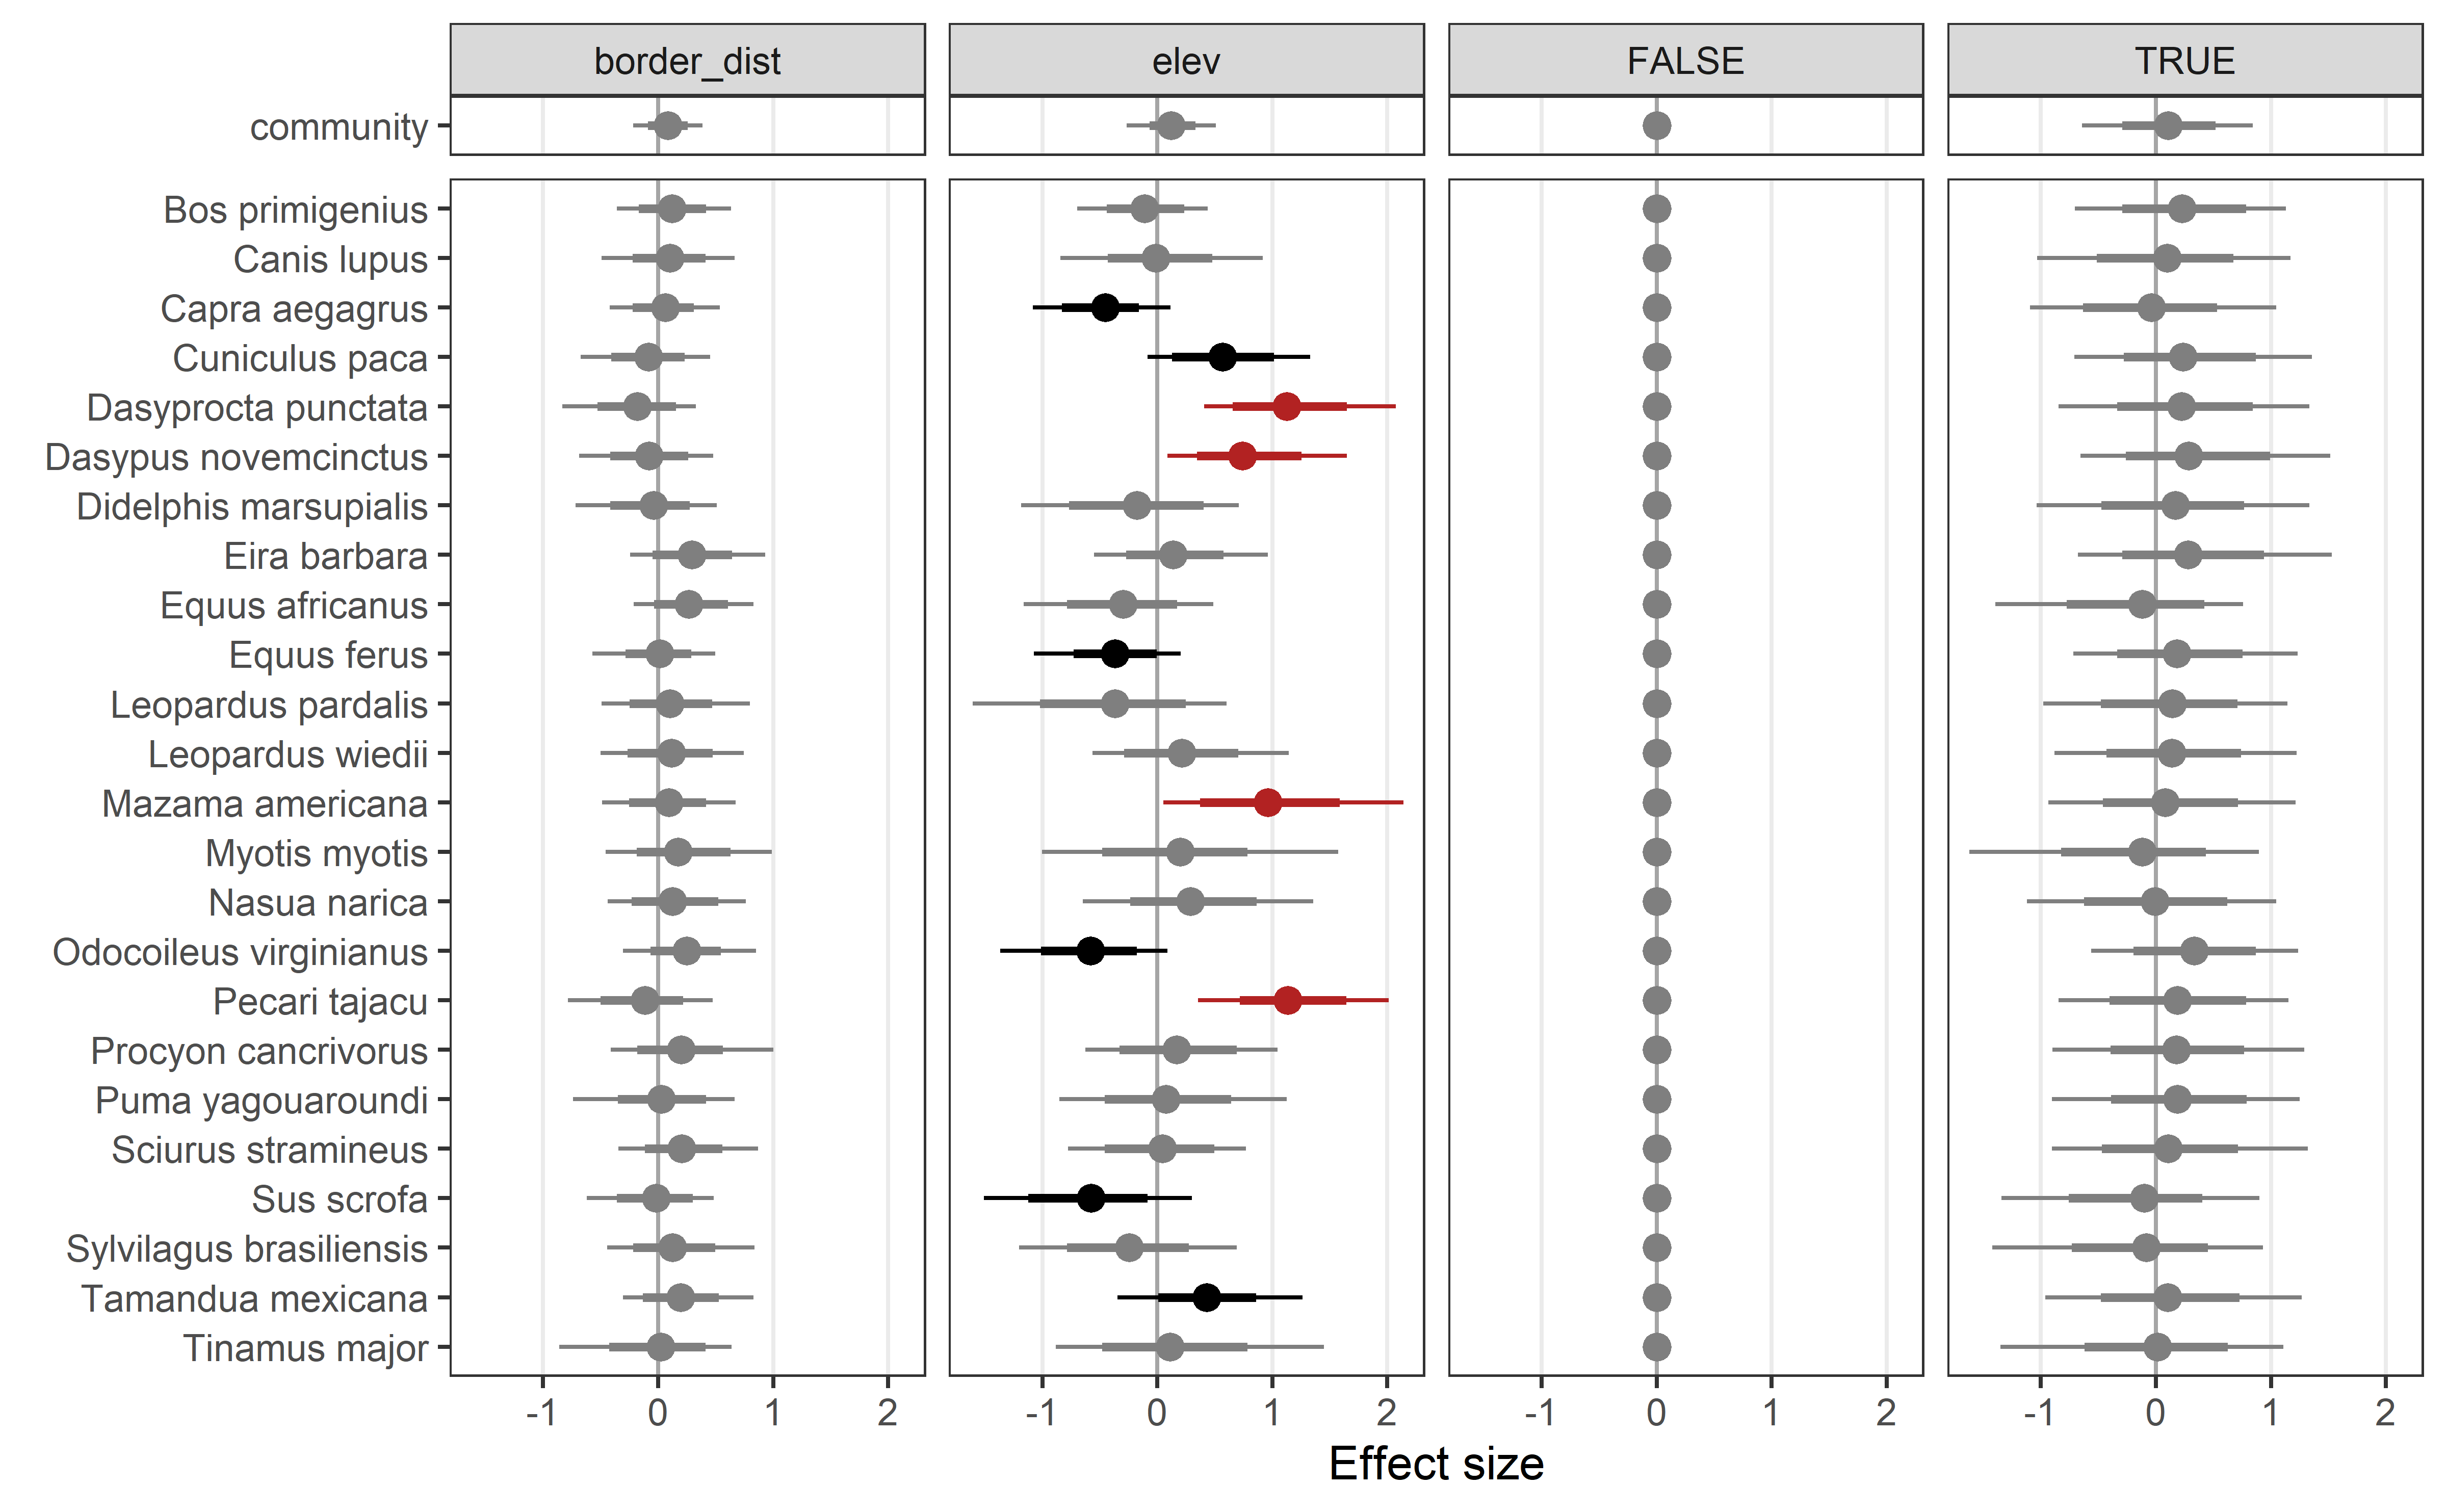 border_dist elev FALSE TRUE
community
Bos primigenius
Canis lupus
Capra aegagrus
Cuniculus paca
Dasyprocta punctata
Dasypus novemcinctus
Didelphis marsupialis
Eira barbara
Equus africanus
Equus ferus
Leopardus pardalis
Leopardus wiedii
Mazama americana
Myotis myotis
Nasua narica
Odocoileus virginianus
Pecari tajacu
Procyon cancrivorus
Puma yagouaroundi
Sciurus stramineus
Sus scrofa
Sylvilagus brasiliensis
Tamandua mexicana
Tinamus major
-1 0 1 2 -1 0 1 2 -1 0 1 2 -1 0 1 2
Effect size